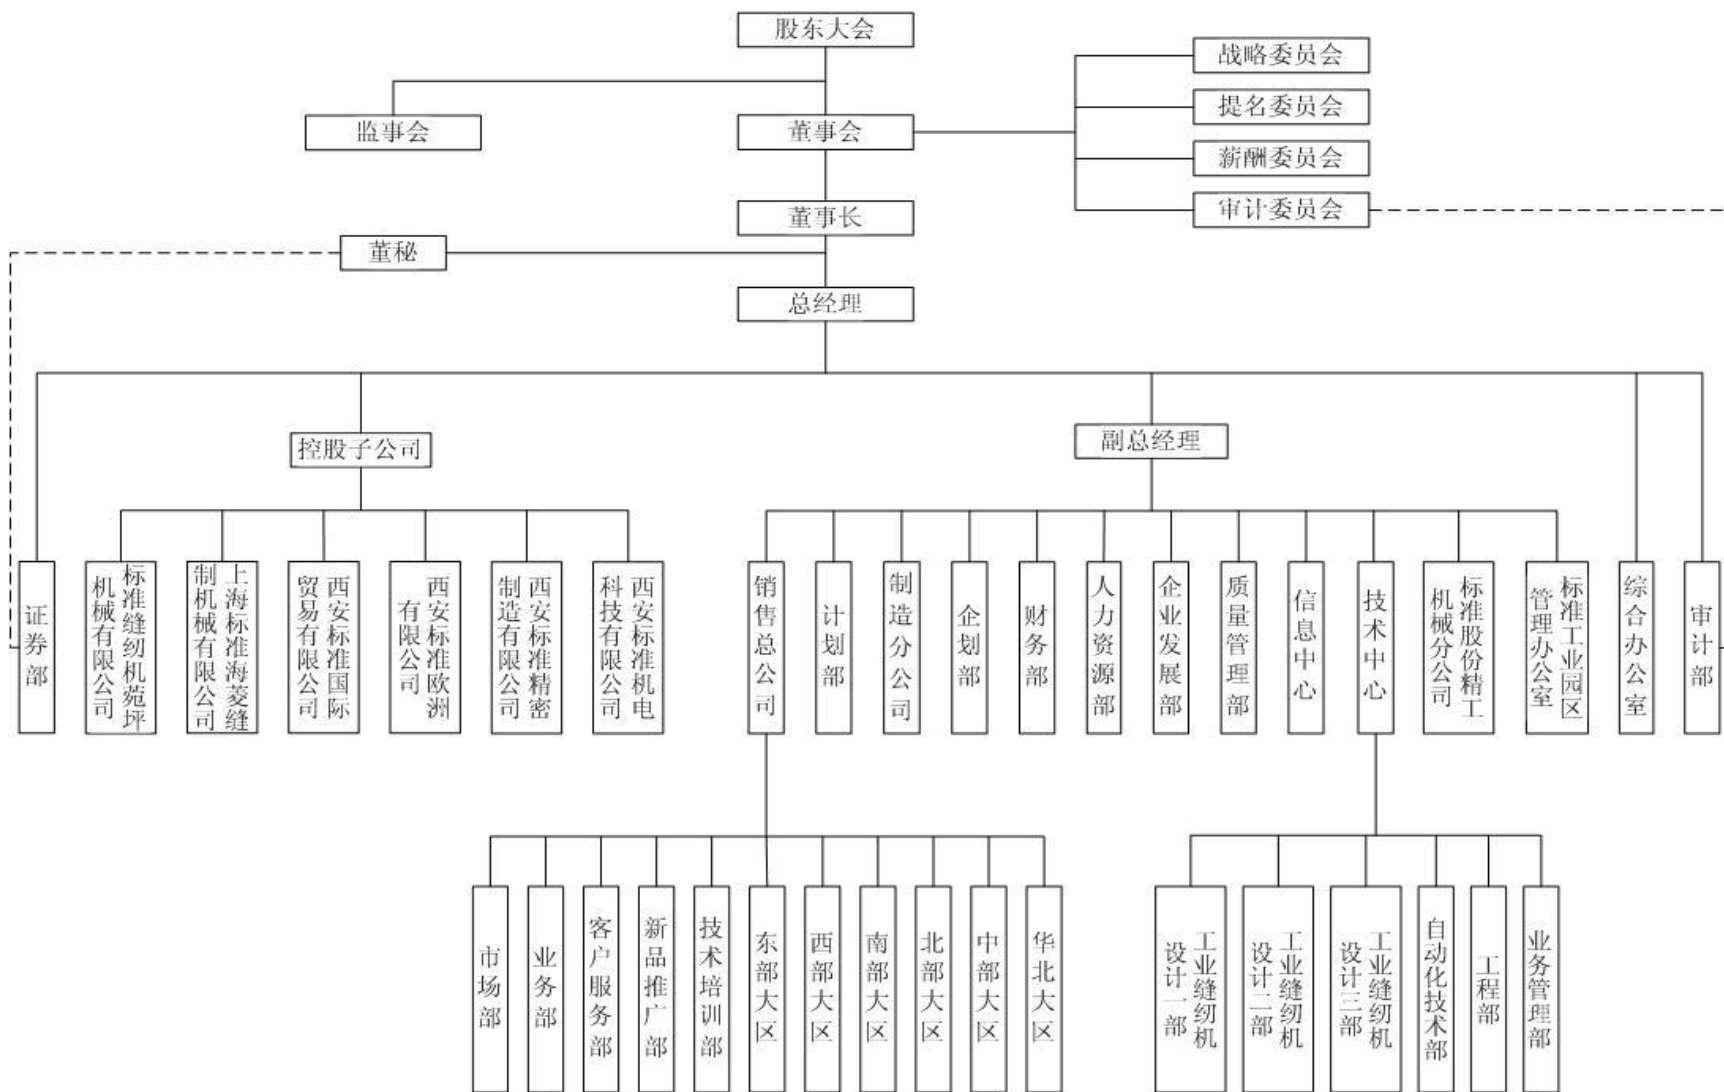 股东大会
战略委员会
提名委员会
监事会
董事会
薪酬委员会
董事长
审计委员会
董秘
总经理
控股子公司
副总经理
证券部
标准缝纫机菀坪
机械有限公司
上海标准海菱缝
制机械有限公司
西安标准国际
贸易有限公司
西安标准欧洲
有限公司
西安标准精密
制造有限公司
西安标准机电
科技有限公司
销售总公司
计划部
制造分公司
企划部
财务部
人力资源部
企业发展部
质量管理部
信息中心
技术中心
标准股份精工
机械分公司
标准工业园区
管理办公室
综合办公室
审计部
市场部
业务部
客户服务部
新品推广部
技术培训部
东部大区
西部大区
南部大区
北部大区
中部大区
华北大区
工业缝纫机
设计一部
工业缝纫机
设计二部
工业缝纫机
设计三部
自动化技术部
工程部
业务管理部